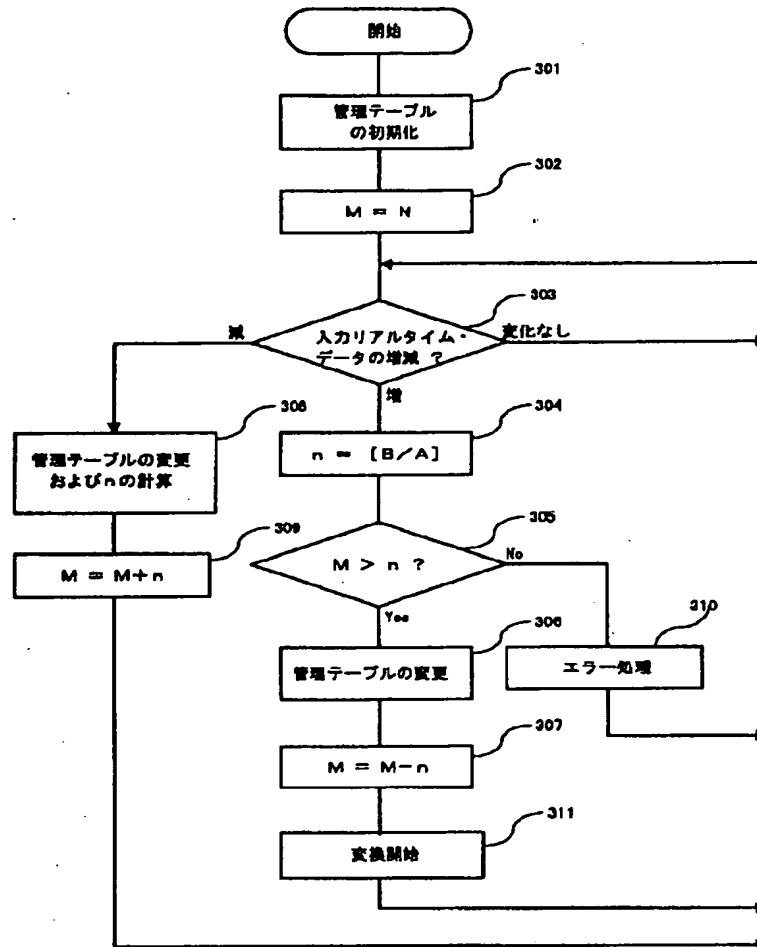 開始
301
管理テーブル
の初期化
302
M = N
303
入力リアルタイム・
データの増減 ?
減
変化なし
増
304
n = [B/A]
308
管理テーブルの変更
およびnの計算
305
M > n ?
No
Yes
309
M = M+n
306
管理テーブルの変更
310
エラー処理
307
M = M-n
311
変換開始